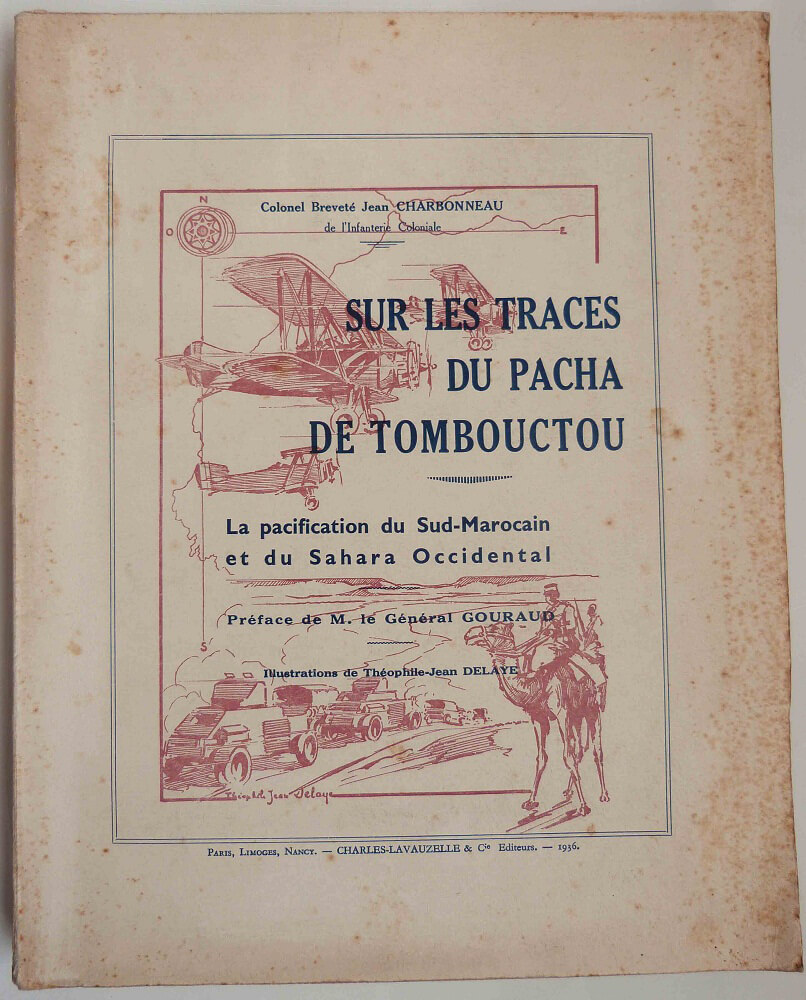 N
Colonel Breveté Jean CHARBONNEAU
de l'Infanterie Coloniale
O
E
SUR LES TRACES
DU PACHA
DE TOMBOUCTOU
La pacification du Sud-Marocain
et du Sahara Occidental
Préface de M. le Général GOURAUD
S
Illustrations de Théophile-Jean DELAYE
Théophile Jean Delaye
PARIS, LIMOGES, NANCY. — CHARLES-LAVAUZELLE & Cie Editeurs. — 1936.